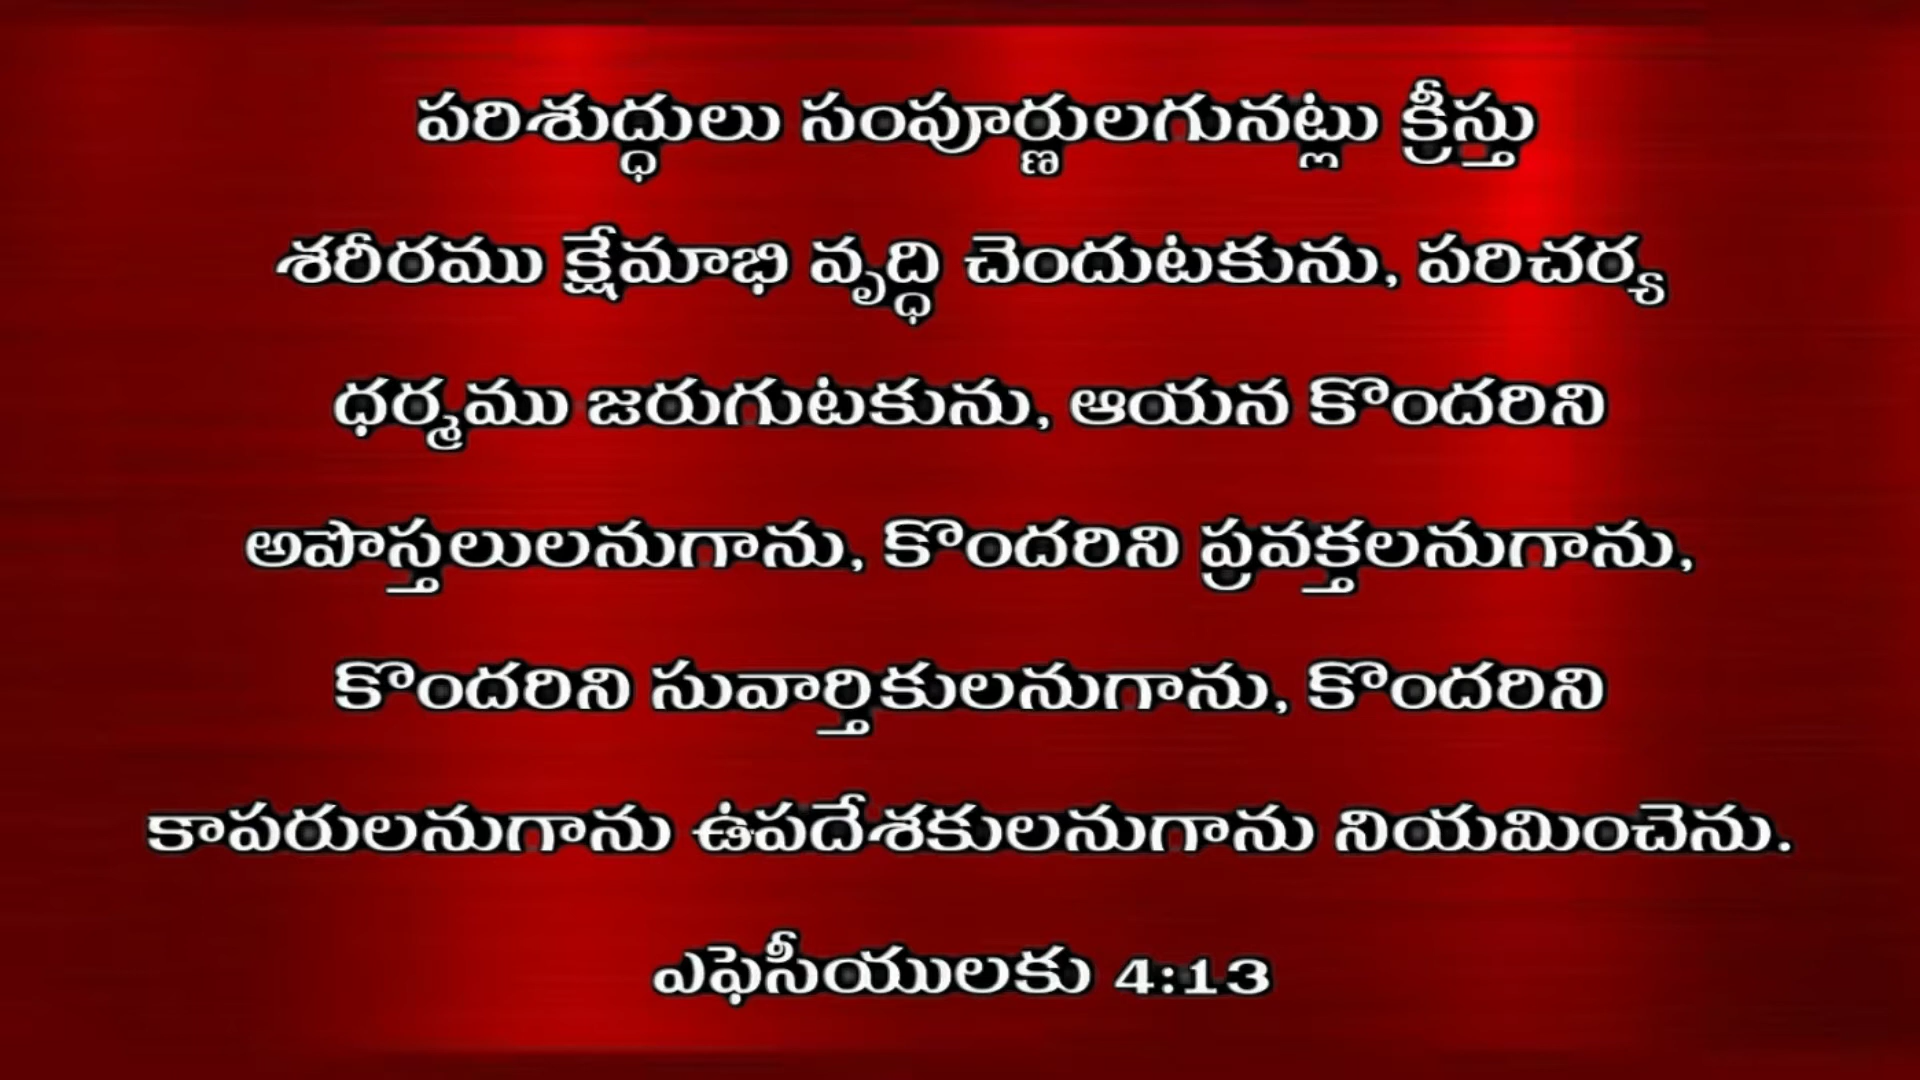 పరిశుద్ధులు సంపూర్ణులగునట్లు క్రీస్తు
శరీరము క్షేమాభి వృద్ధి చెందుటకును, పరిచర్య
ధర్మము జరుగుటకును, ఆయన కొందరిని
అపొస్తలులనుగాను, కొందరిని ప్రవక్తలనుగాను,
కొందరిని సువార్తికులనుగాను, కొందరిని
కాపరులనుగాను ఉపదేశకులనుగాను నియమించెను.
ఎఫెసీయులకు 4:13